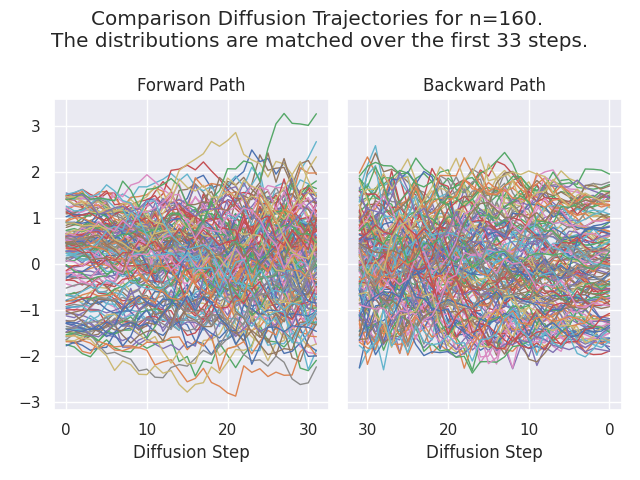 Comparison Diffusion Trajectories for n=160.
The distributions are matched over the first 33 steps.
Forward Path
Backward Path
3
2
1
0
−1
−2
−3
0 10 20 30
30 20 10 0
Diffusion Step
Diffusion Step